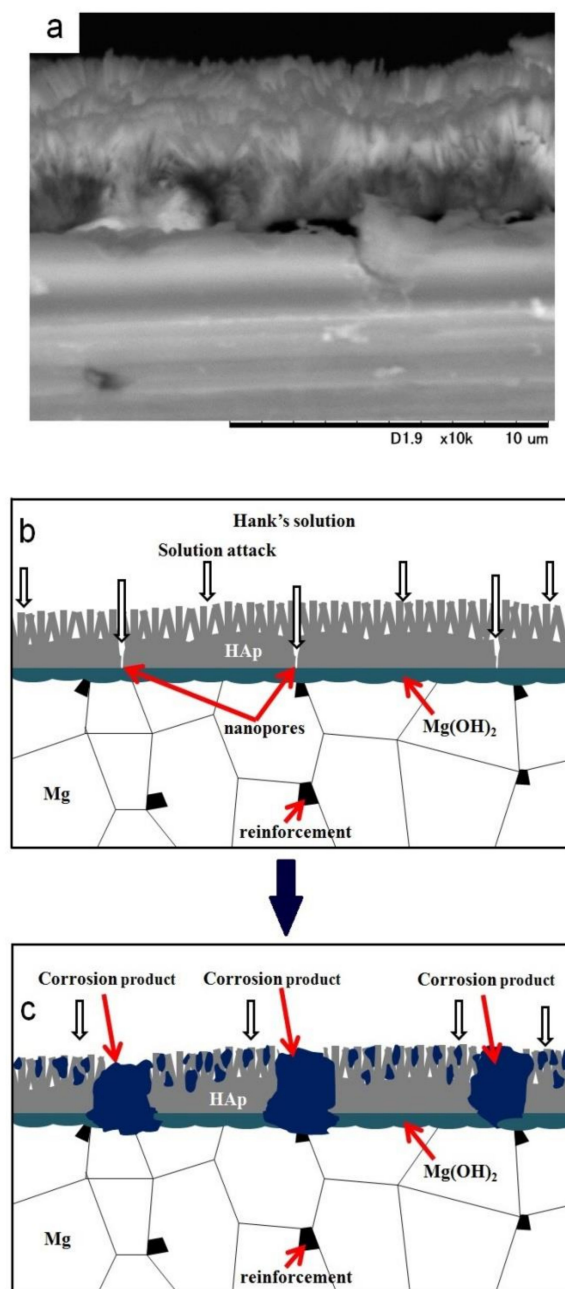 a
D1.9 x10k 10 um
b
Hank's solution
Solution attack
HAp
nanopores
Mg(OH)2
Mg
reinforcement
c
Corrosion product Corrosion product Corrosion product
HAp
Mg(OH)2
Mg
reinforcement